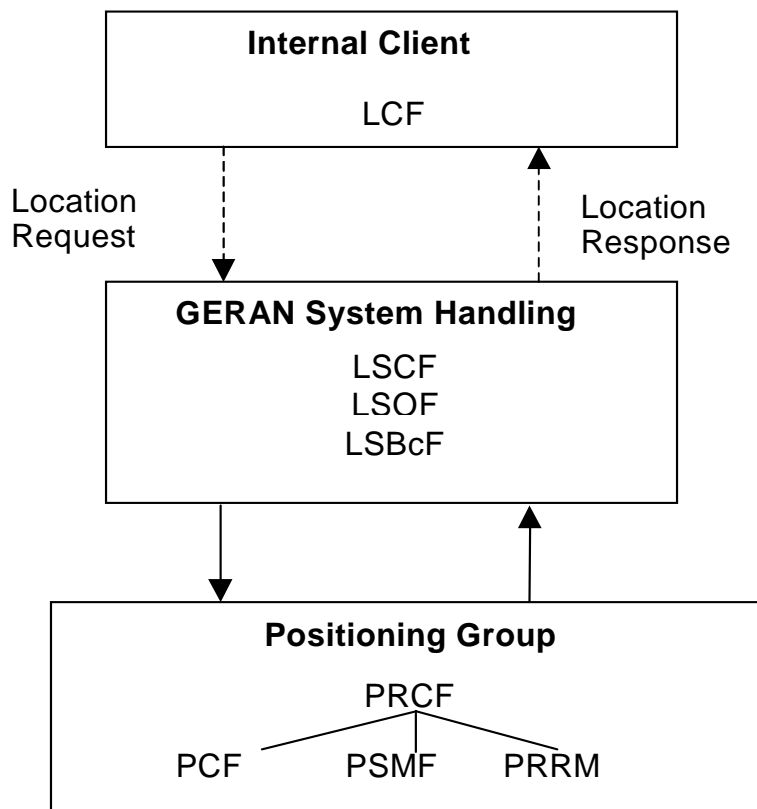 Internal Client
LCF
Location
Request
Location
Response
GERAN System Handling
LSCF
LSOF
LSBcF
Positioning Group
PRCF
PCF PSMF PRRM